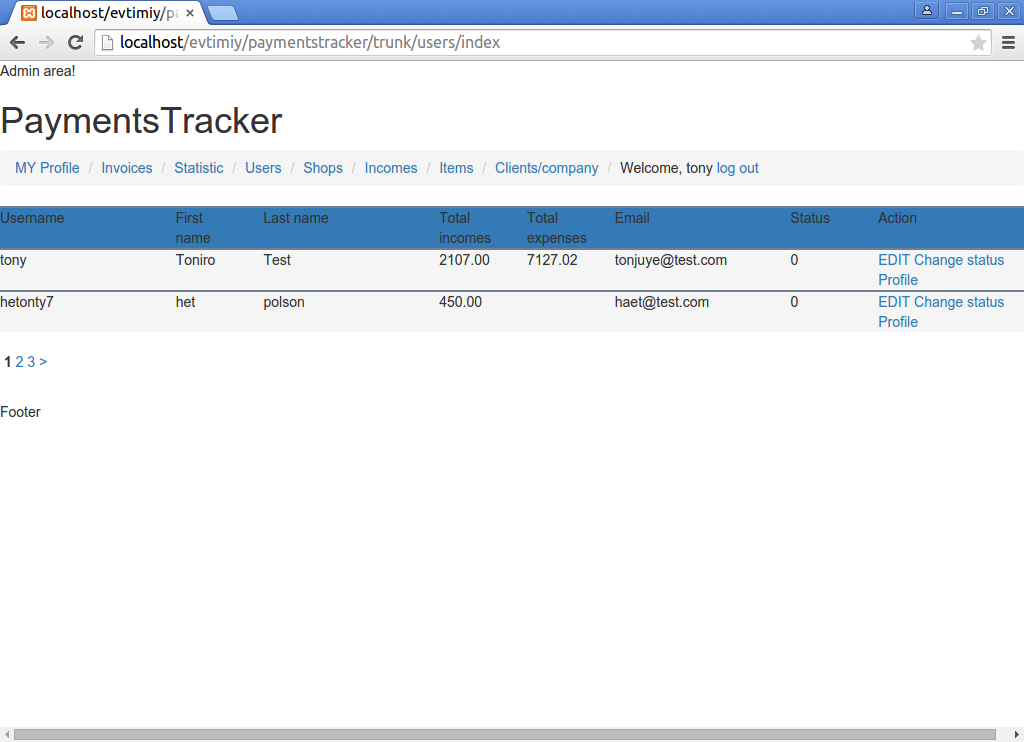 localhost/evtimiy/pa
localhost/evtimiy/paymentstracker/trunk/users/index
Admin area!
PaymentsTracker
MY Profile / Invoices / Statistic / Users / Shops / Incomes / Items / Clients/company / Welcome, tony log out
Username First name Last name Total incomes Total expenses Email Status Action
tony Toniro Test 2107.00 7127.02 tonjuye@test.com 0 EDIT Change status
Profile
hetonty7 het polson 450.00 haet@test.com 0 EDIT Change status
Profile
1 2 3 >
Footer